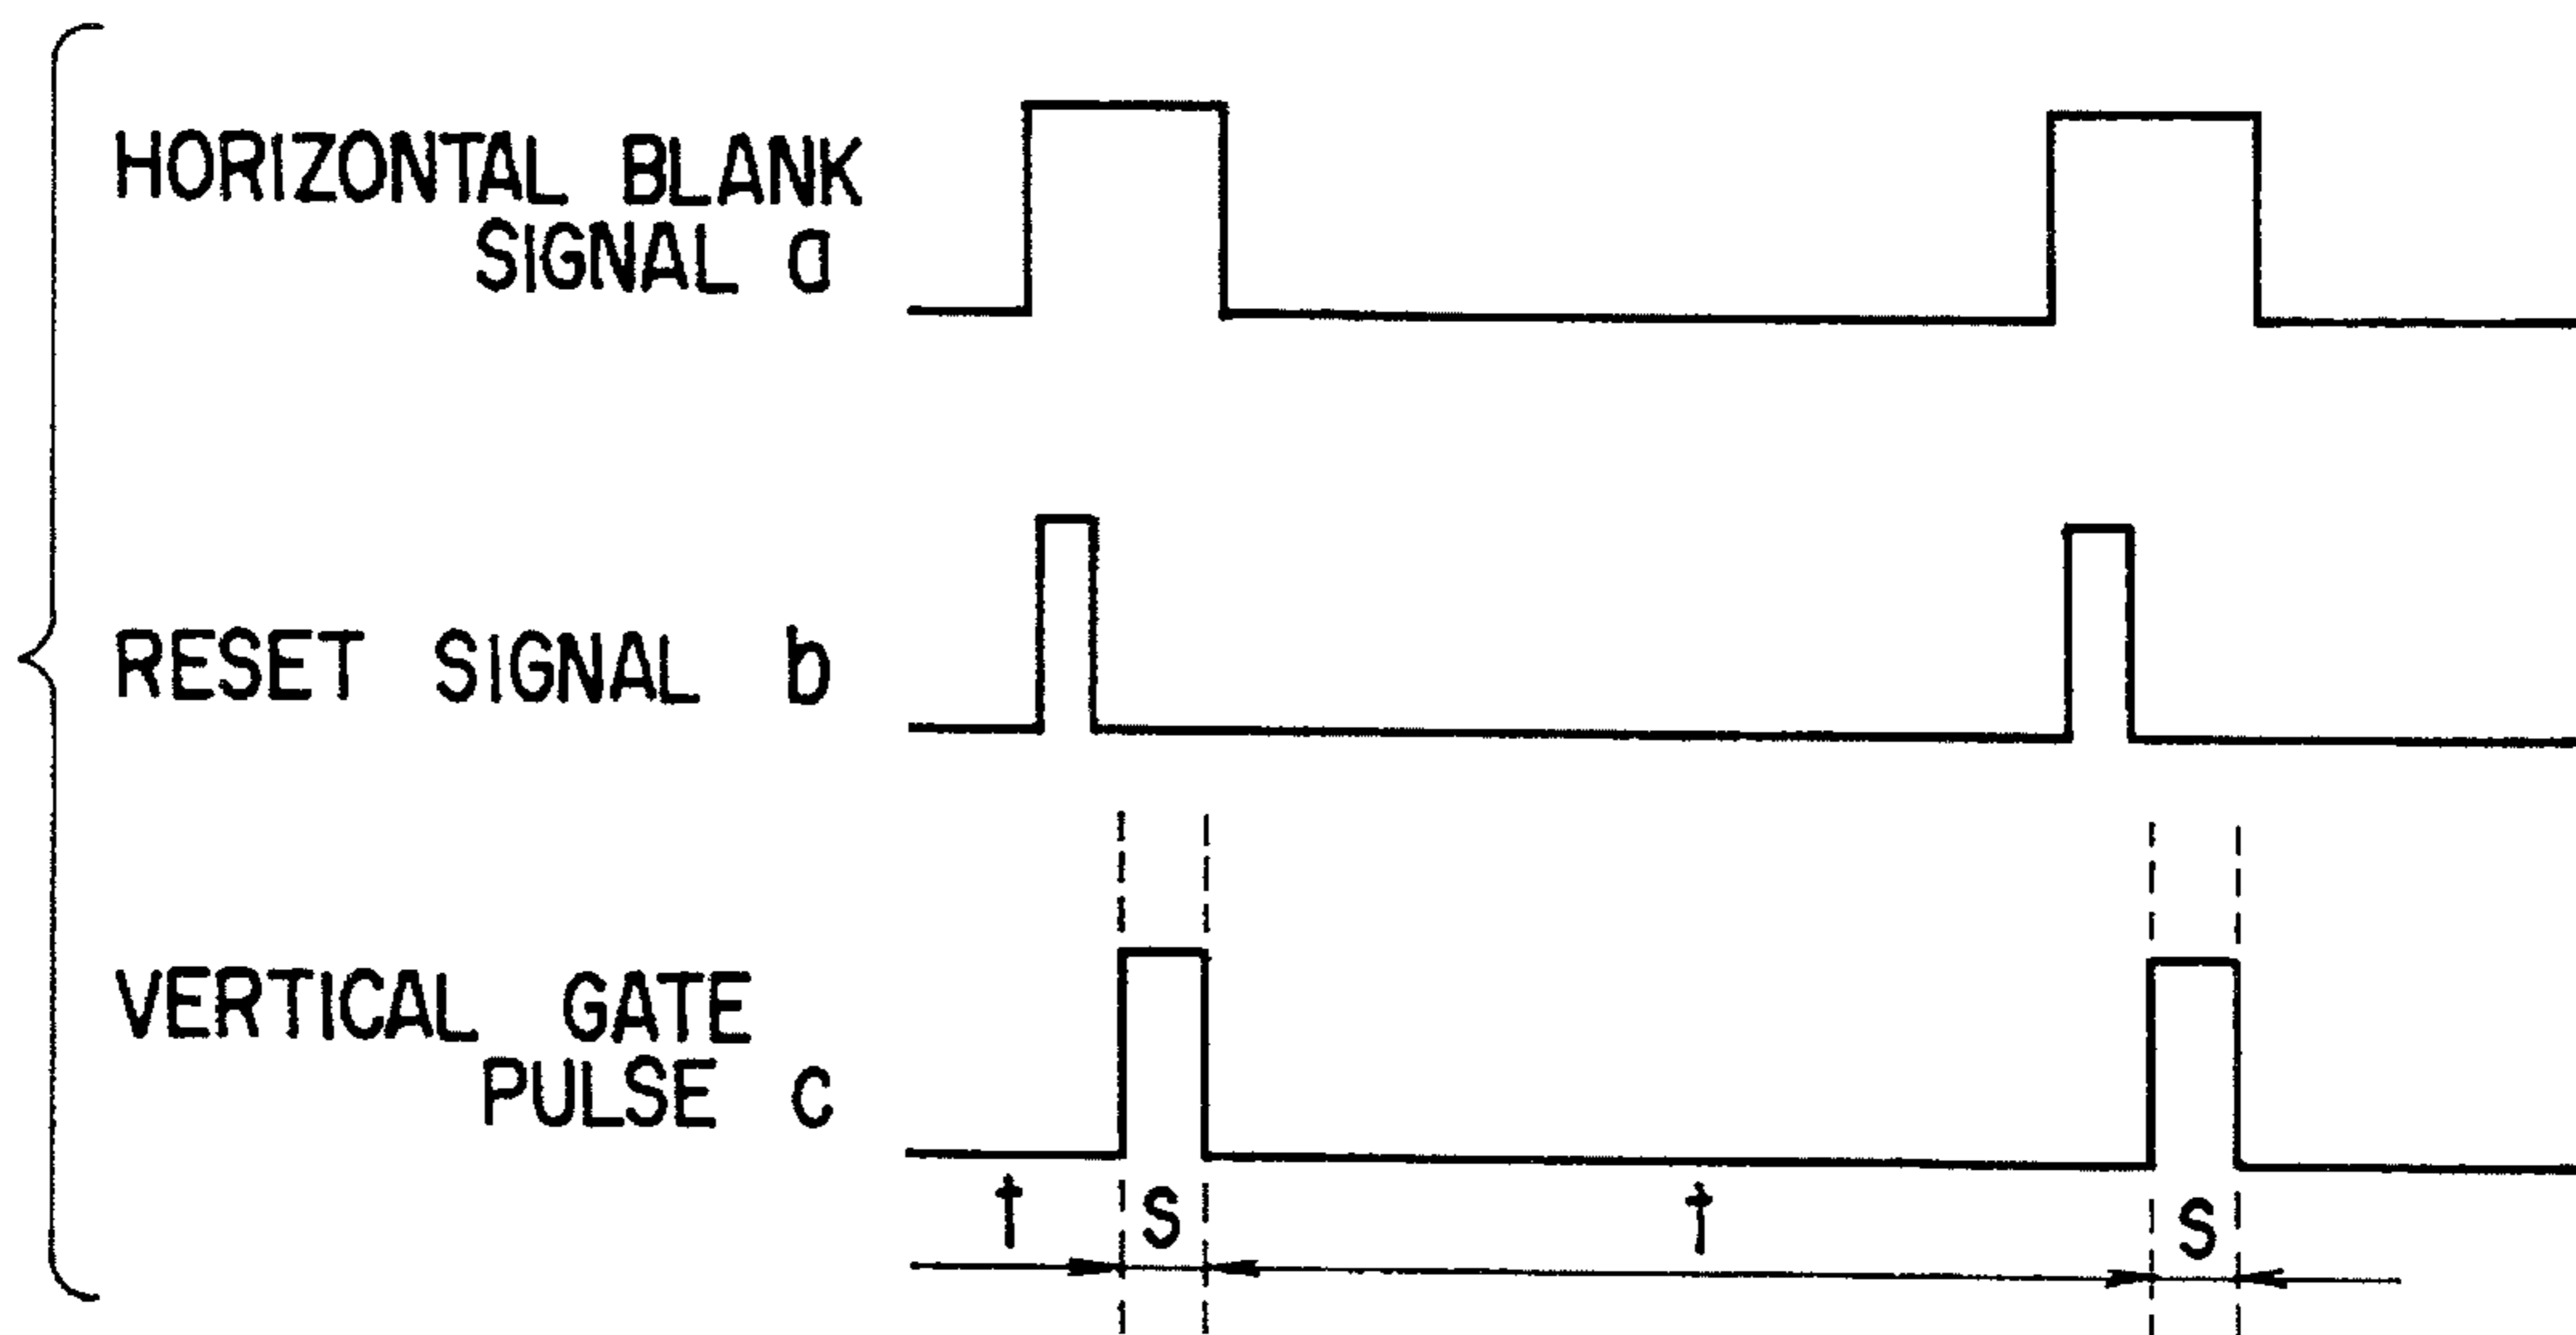 HORIZONTAL BLANK
SIGNAL a
RESET SIGNAL b
VERTICAL GATE
PULSE c
t s t s